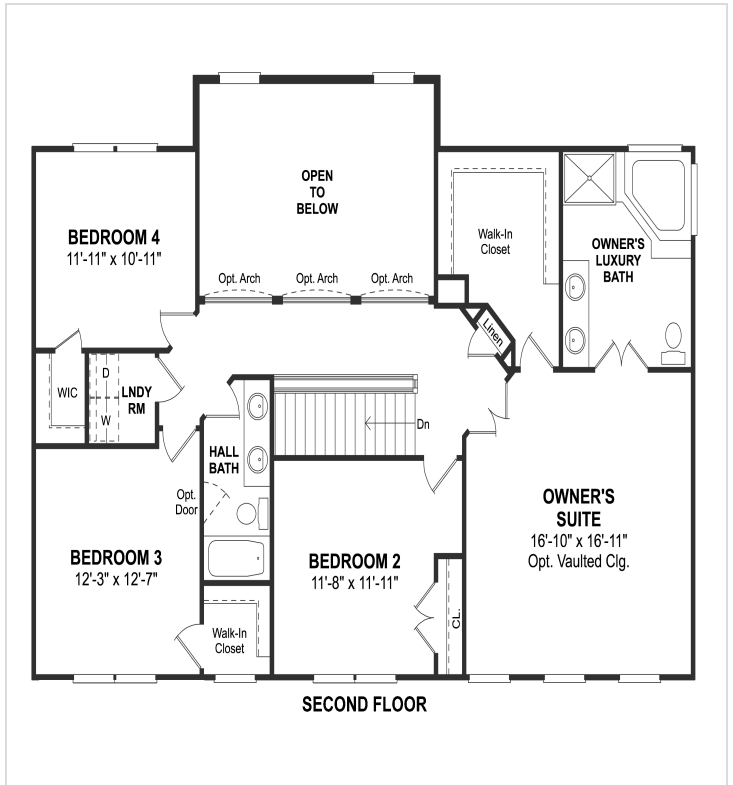 OPEN
TO
BELOW
BEDROOM 4
11'-11" x 10'-11"
Walk-In
Closet
OWNER'S
LUXURY
BATH
Opt. Arch
Opt. Arch
Opt. Arch
Linen
WIC
D
W
LNDY
RM
Dn
HALL
BATH
Opt.
Door
BEDROOM 3
12'-3" x 12'-7"
BEDROOM 2
11'-8" x 11'-11"
OWNER'S
SUITE
16'-10" x 16'-11"
Opt. Vaulted Clg.
Walk-In
Closet
CL.
SECOND FLOOR